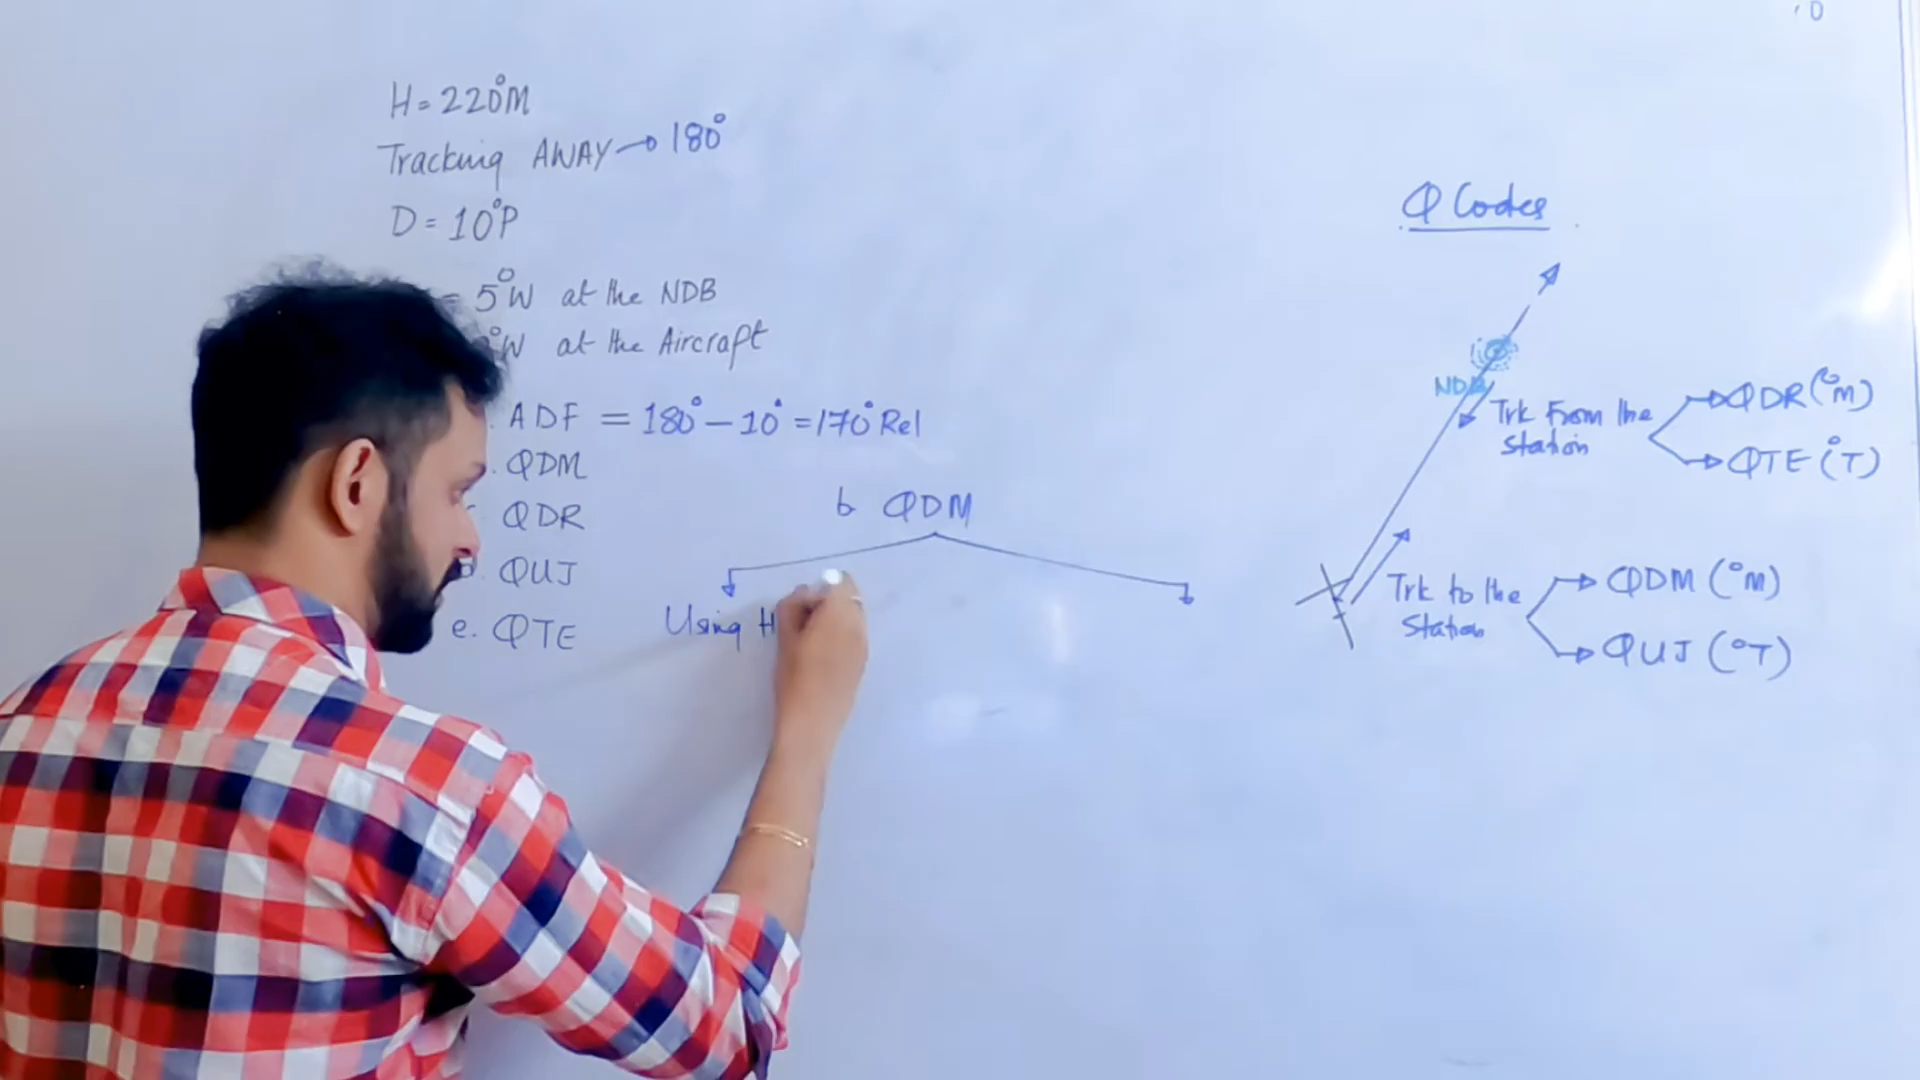 H = 220°M
Tracking AWAY → 180°
D = 10°P
= 5°W at the NDB
°W at the Aircraft
. ADF = 180° - 10° = 170° Rel
. QDM
QDR
. QUJ
e. QTE
b QDM
Using H
Q Codes
NDB
Trk From the Station
QDR (°M)
QTE (°T)
Trk to the Station
QDM (°M)
QUJ (°T)